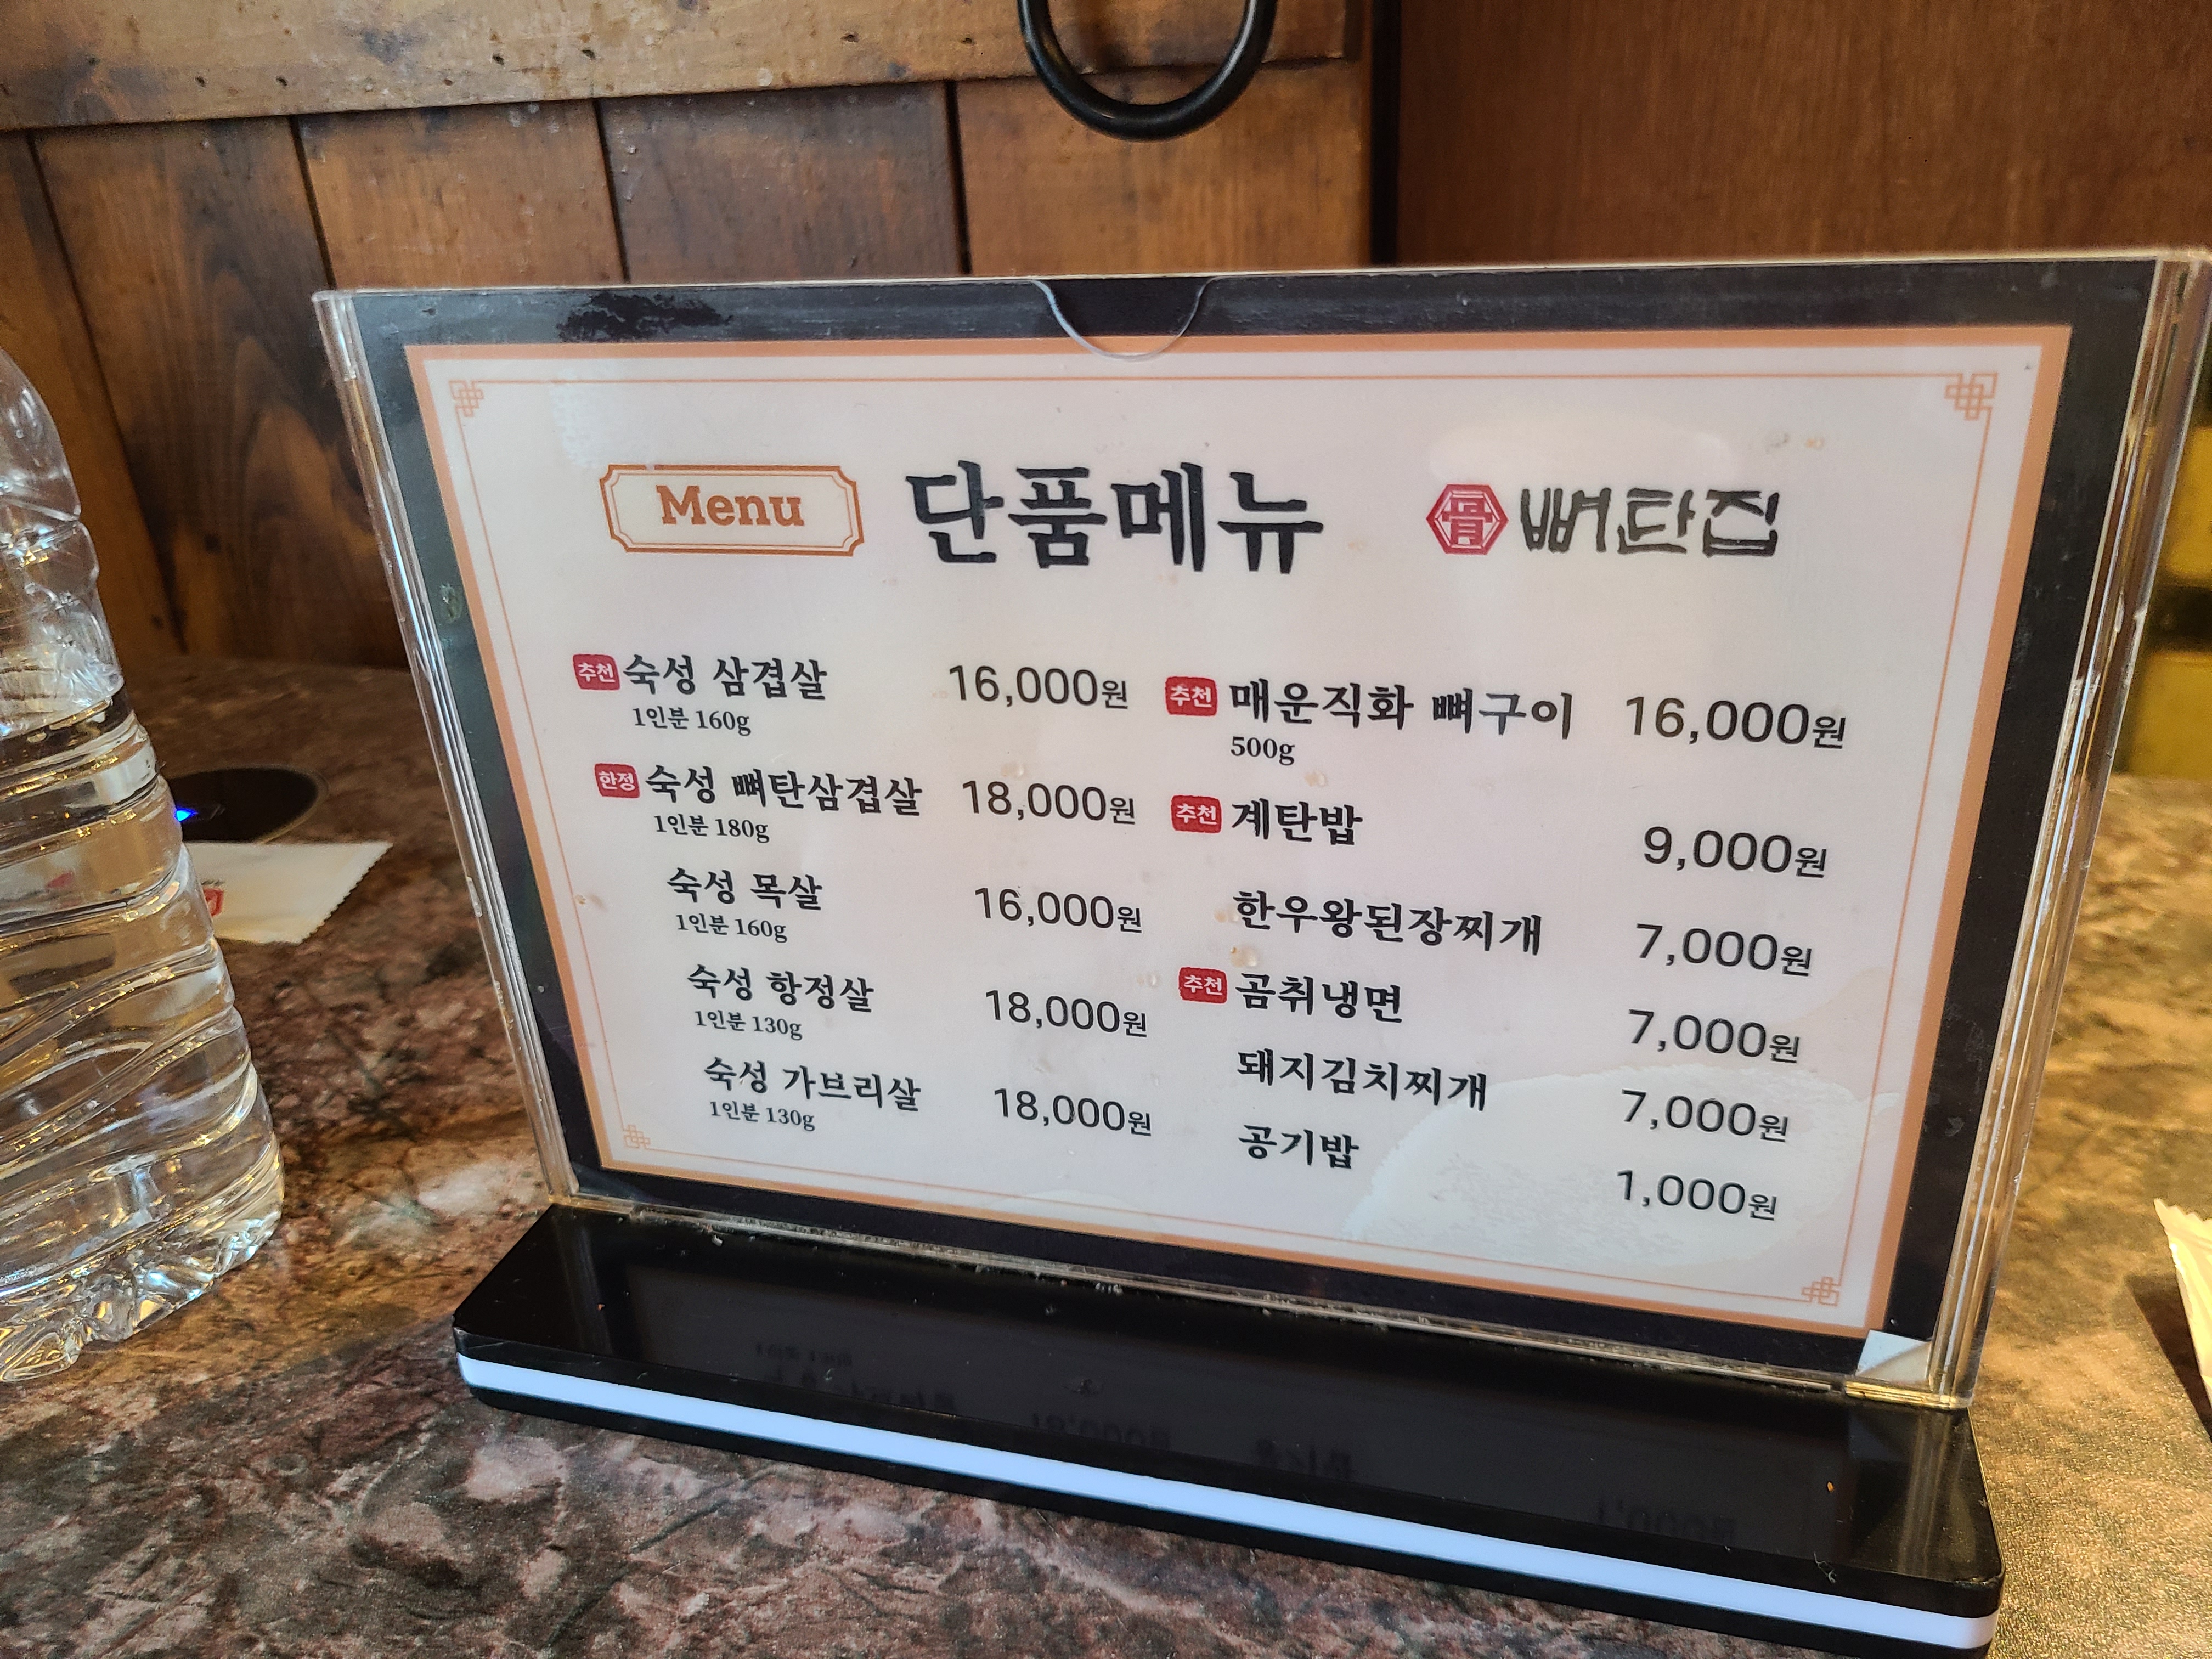 Menu 단품메뉴 骨 뼈탄집
추천 숙성 삼겹살 16,000원
1인분 160g
한정 숙성 뼈탄삼겹살 18,000원
1인분 180g
숙성 목살 16,000원
1인분 160g
숙성 항정살 18,000원
1인분 130g
숙성 가브리살 18,000원
1인분 130g
추천 매운직화 뼈구이 16,000원
500g
추천 계탄밥 9,000원
한우왕된장찌개 7,000원
추천 곰취냉면 7,000원
돼지김치찌개 7,000원
공기밥 1,000원